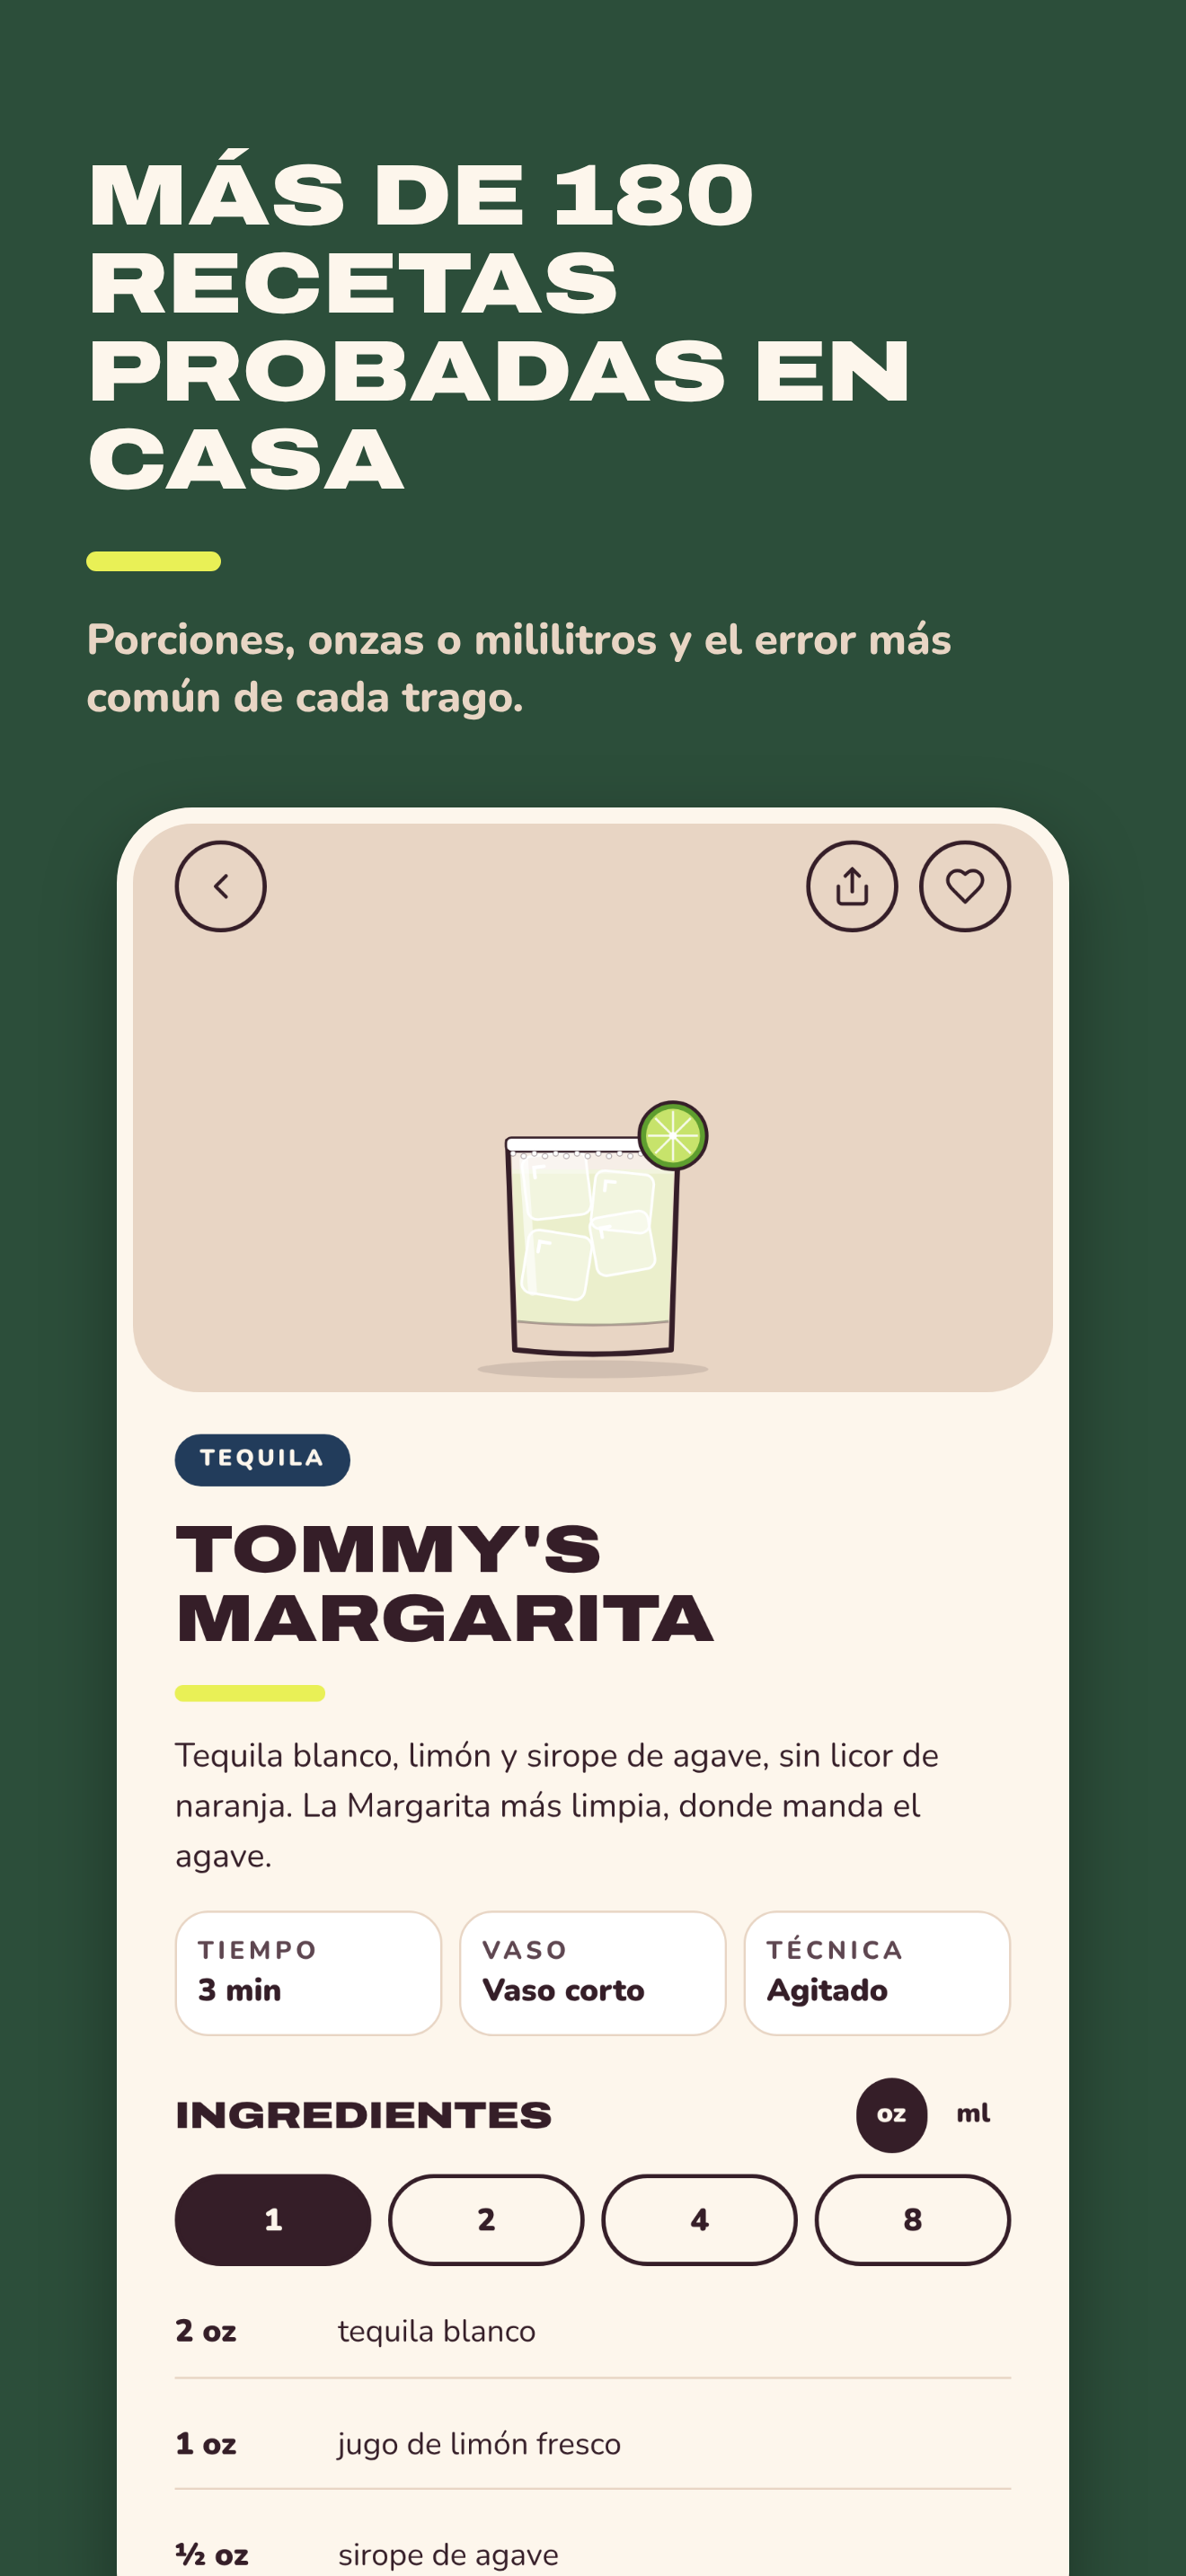 MÁS DE 180
RECETAS
PROBADAS EN
CASA
Porciones, onzas o mililitros y el error más
común de cada trago.
TEQUILA
TOMMY'S
MARGARITA
Tequila blanco, limón y sirope de agave, sin licor de
naranja. La Margarita más limpia, donde manda el
agave.
TIEMPO VASO TÉCNICA
3 min Vaso corto Agitado
INGREDIENTES oz ml
1 2 4 8
2 oz tequila blanco
1 oz jugo de limón fresco
½ oz sirope de agave